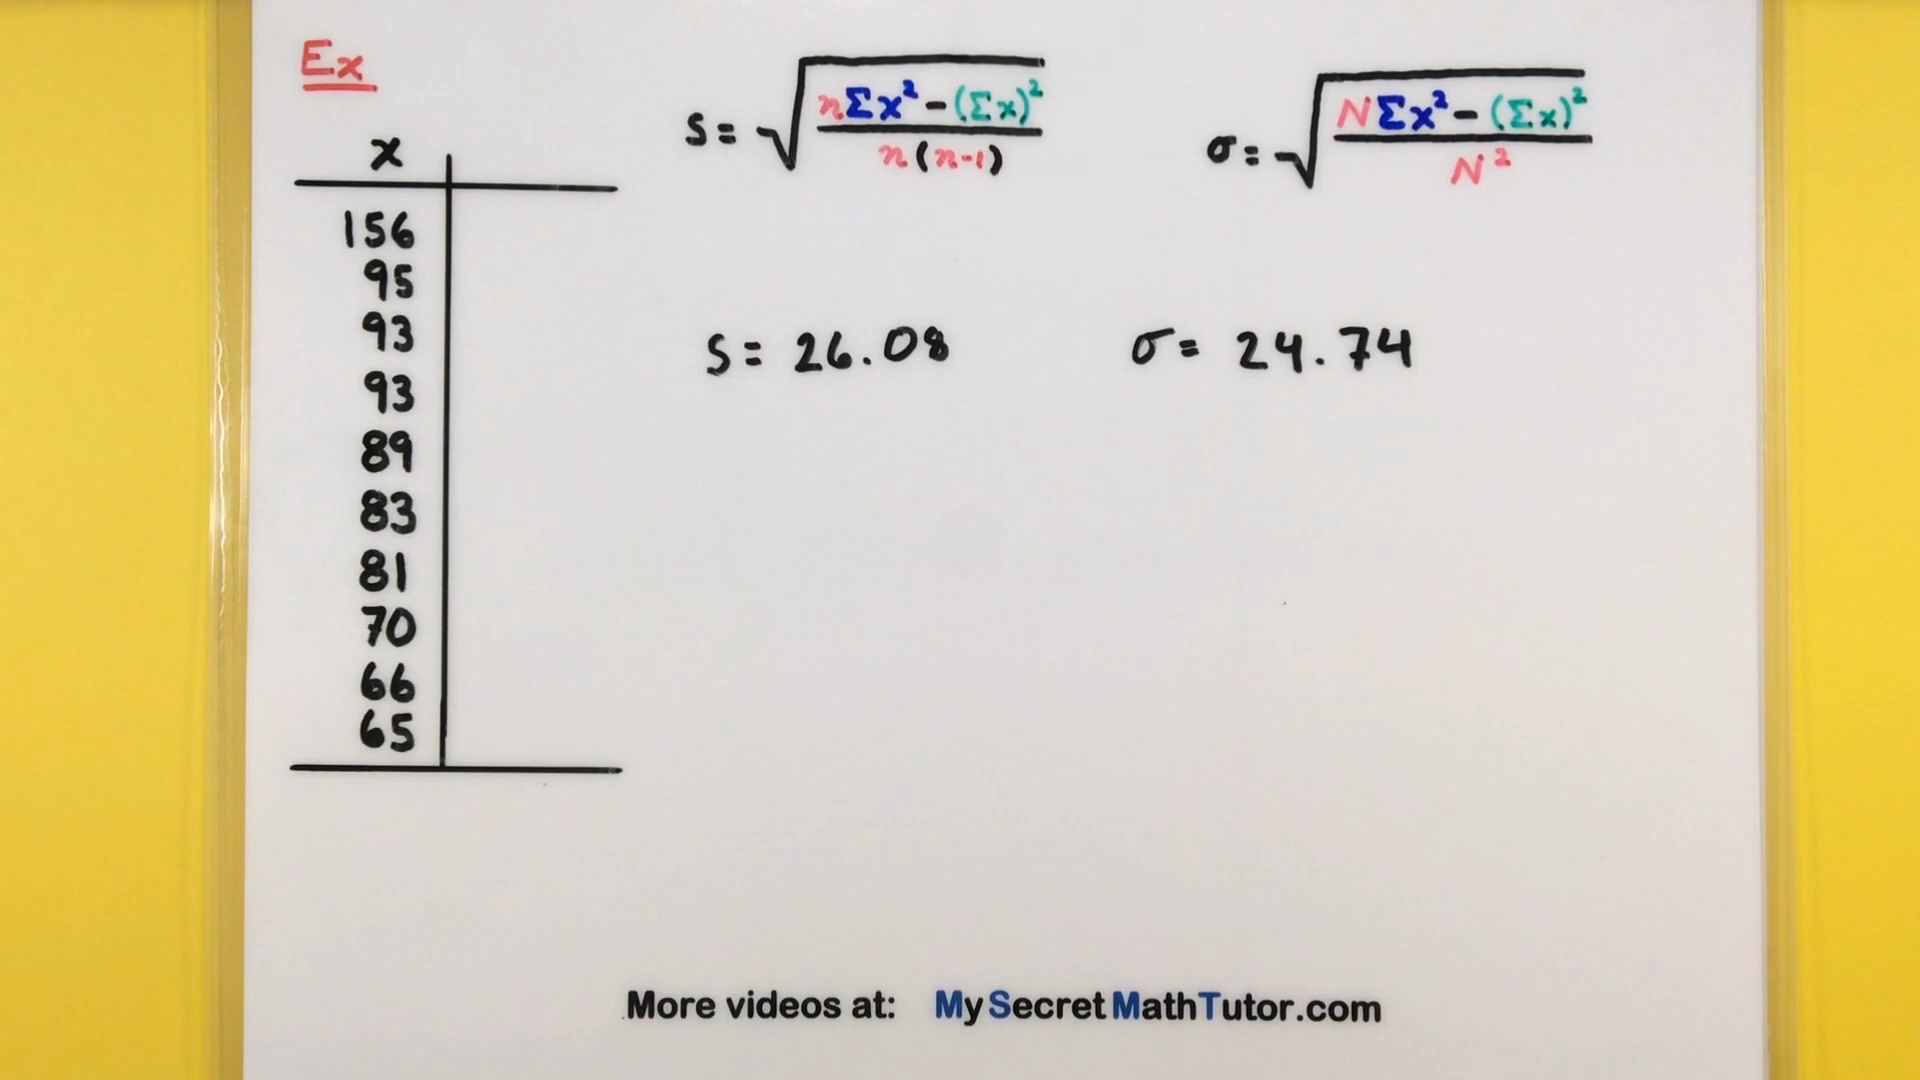 Ex
x
156
95
93
93
89
83
81
70
66
65
s = √(nΣx² - (Σx)² / n(n-1))
σ = √(NΣx² - (Σx)² / N²)
s = 26.08
σ = 24.74
More videos at: MySecretMathTutor.com